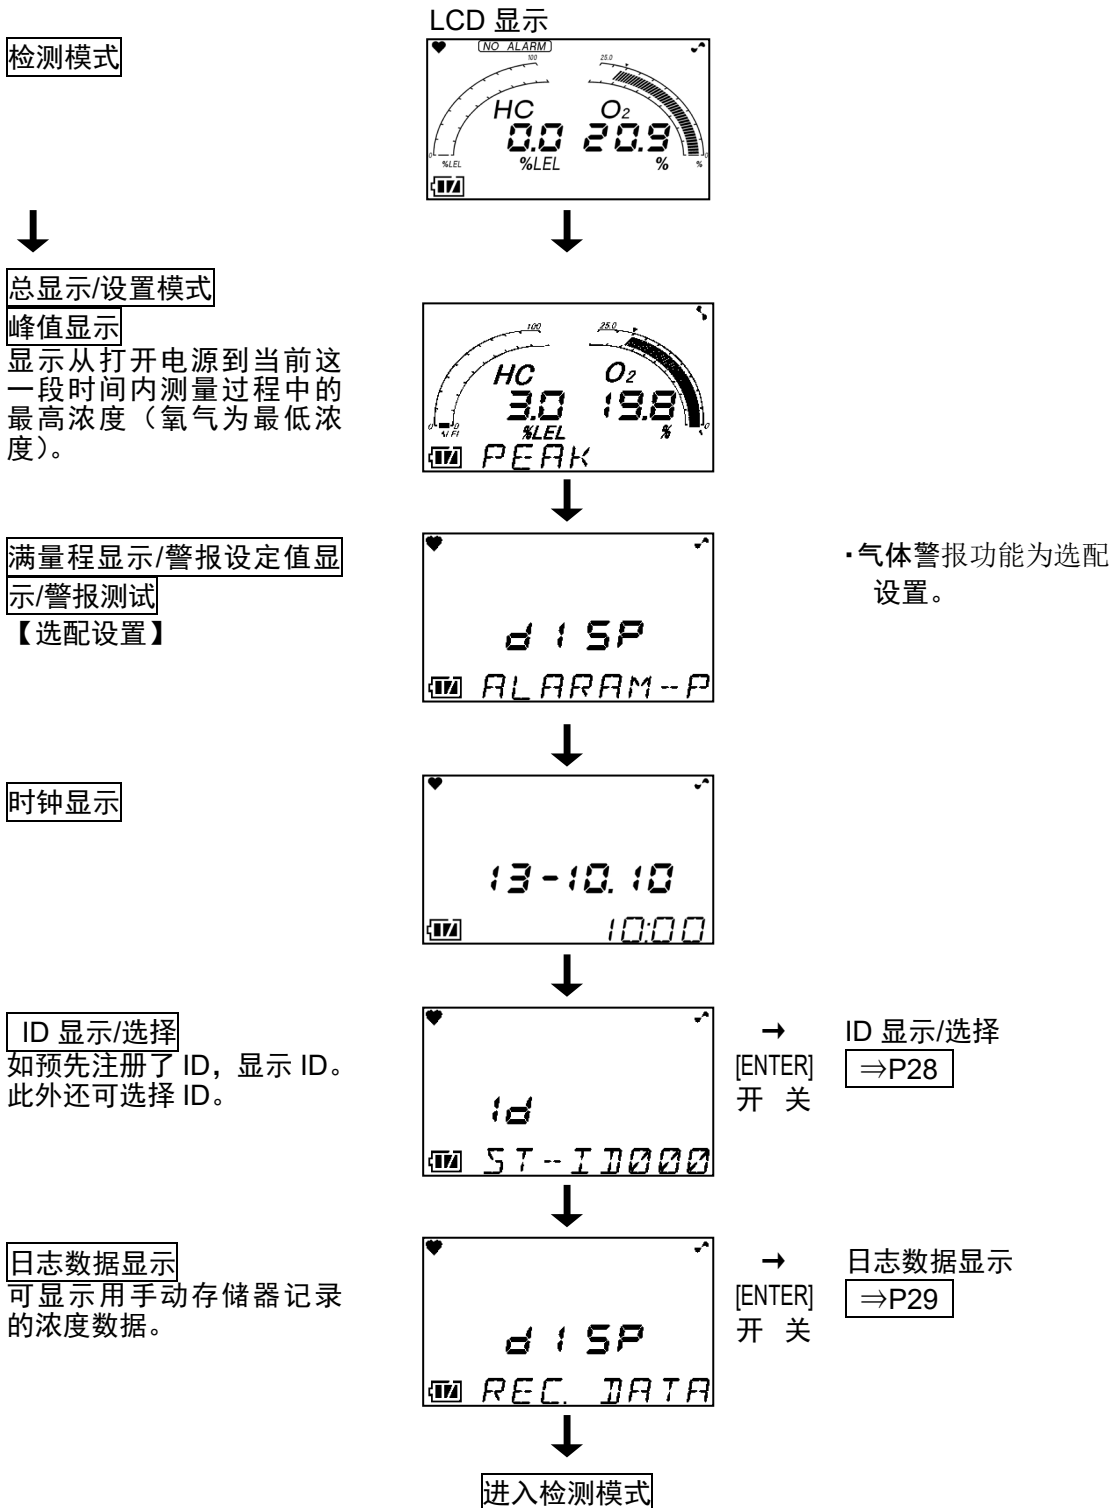 LCD 显示
检测模式
NO ALARM
100
25.0
HC
O2
0.0
20.9
0
%LEL
%LEL
%
%
0
总显示/设置模式
峰值显示
显示从打开电源到当前这
一段时间内测量过程中的
最高浓度（氧气为最低浓
度）。
100
25.0
HC
O2
3.0
19.8
0
%LEL
%
0
PEAK
满量程显示/警报设定值显
示/警报测试
【选配设置】
dISP
ALARAM--P
·气体警报功能为选配
设置。
时钟显示
13-10.10
10:00
ID 显示/选择
如预先注册了 ID，显示 ID。
此外还可选择 ID。
Id
ST--ID000
→
[ENTER]
开 关
ID 显示/选择
⇒P28
日志数据显示
可显示用手动存储器记录
的浓度数据。
dISP
REC. DATA
→
[ENTER]
开 关
日志数据显示
⇒P29
进入检测模式